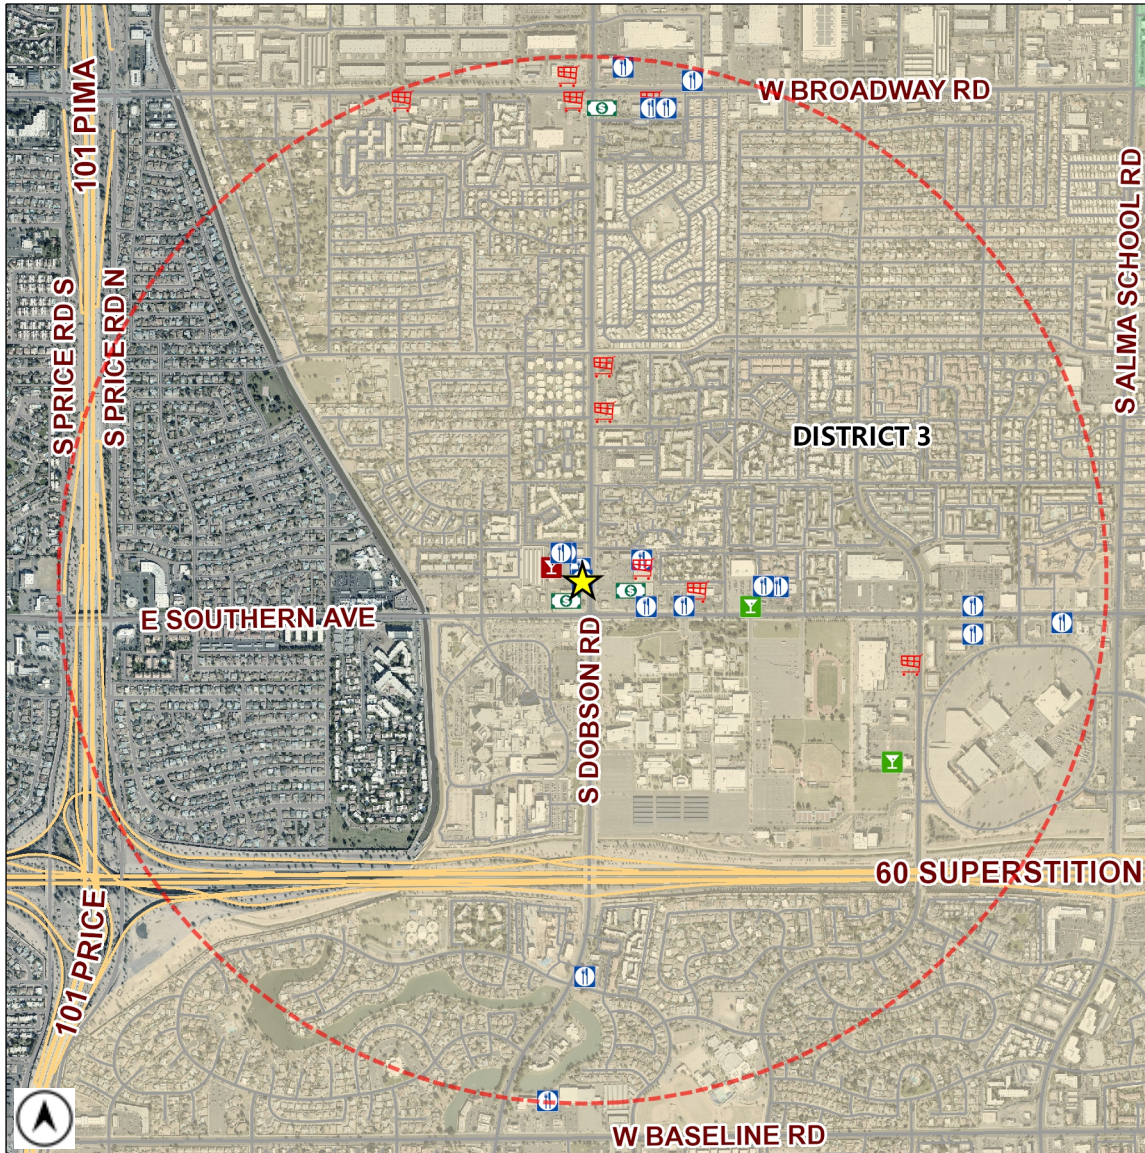 101 PIMA
W BROADWAY RD
S ALMA SCHOOL RD
S PRICE RD S
S PRICE RD N
$
DISTRICT 3
$
$
E SOUTHERN AVE
S DOBSON RD
60 SUPERSTITION
101 PRICE
W BASELINE RD